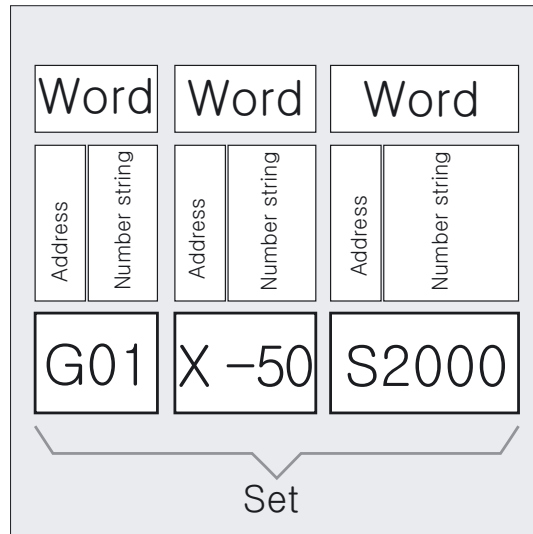 Word Word Word
Address Number string Address Number string Address Number string
G01 X -50 S2000
Set